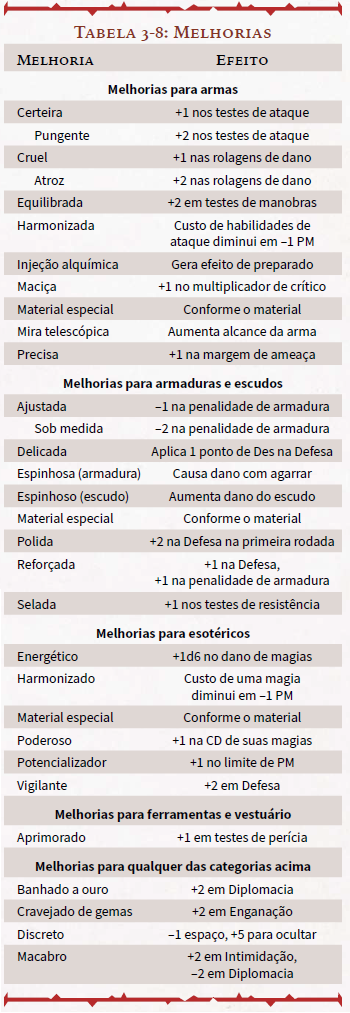 Tabela 3-8: Melhorias
Melhoria Efeito
Melhorias para armas
Certeira +1 nos testes de ataque
Pungente +2 nos testes de ataque
Cruel +1 nas rolagens de dano
Atroz +2 nas rolagens de dano
Equilibrada +2 em testes de manobras
Harmonizada Custo de habilidades de
ataque diminui em –1 PM
Injeção alquímica Gera efeito de preparado
Maciça +1 no multiplicador de crítico
Material especial Conforme o material
Mira telescópica Aumenta alcance da arma
Precisa +1 na margem de ameaça
Melhorias para armaduras e escudos
Ajustada –1 na penalidade de armadura
Sob medida –2 na penalidade de armadura
Delicada Aplica 1 ponto de Des na Defesa
Espinhosa (armadura) Causa dano com agarrar
Espinhoso (escudo) Aumenta dano do escudo
Material especial Conforme o material
Polida +2 na Defesa na primeira rodada
Reforçada +1 na Defesa,
+1 na penalidade de armadura
Selada +1 nos testes de resistência
Melhorias para esotéricos
Energético +1d6 no dano de magias
Harmonizado Custo de uma magia
diminui em –1 PM
Material especial Conforme o material
Poderoso +1 na CD de suas magias
Potencializador +1 no limite de PM
Vigilante +2 em Defesa
Melhorias para ferramentas e vestuário
Aprimorado +1 em testes de perícia
Melhorias para qualquer das categorias acima
Banhado a ouro +2 em Diplomacia
Cravejado de gemas +2 em Enganação
Discreto –1 espaço, +5 para ocultar
Macabro +2 em Intimidação,
–2 em Diplomacia